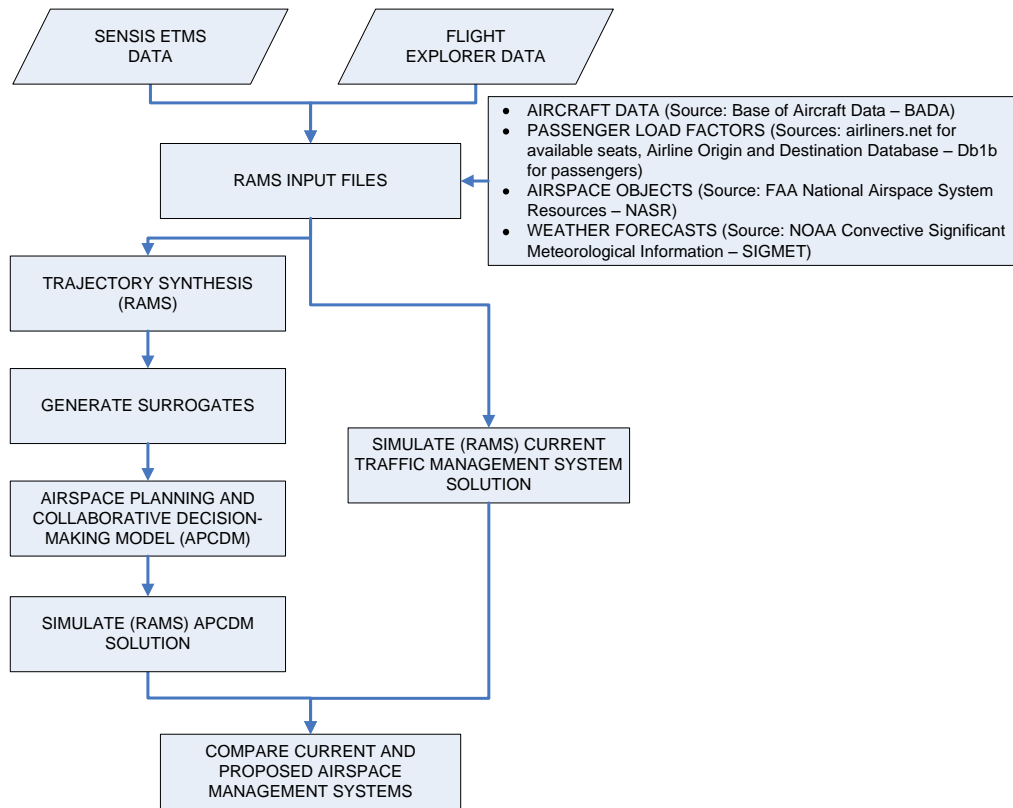 SENSIS ETMS
DATA
FLIGHT
EXPLORER DATA
• AIRCRAFT DATA (Source: Base of Aircraft Data – BADA)
• PASSENGER LOAD FACTORS (Sources: airliners.net for
available seats, Airline Origin and Destination Database – Db1b
for passengers)
• AIRSPACE OBJECTS (Source: FAA National Airspace System
Resources – NASR)
• WEATHER FORECASTS (Source: NOAA Convective Significant
Meteorological Information – SIGMET)
RAMS INPUT FILES
TRAJECTORY SYNTHESIS
(RAMS)
GENERATE SURROGATES
AIRSPACE PLANNING AND
COLLABORATIVE DECISION-
MAKING MODEL (APCDM)
SIMULATE (RAMS) APCDM
SOLUTION
SIMULATE (RAMS) CURRENT
TRAFFIC MANAGEMENT SYSTEM
SOLUTION
COMPARE CURRENT AND
PROPOSED AIRSPACE
MANAGEMENT SYSTEMS